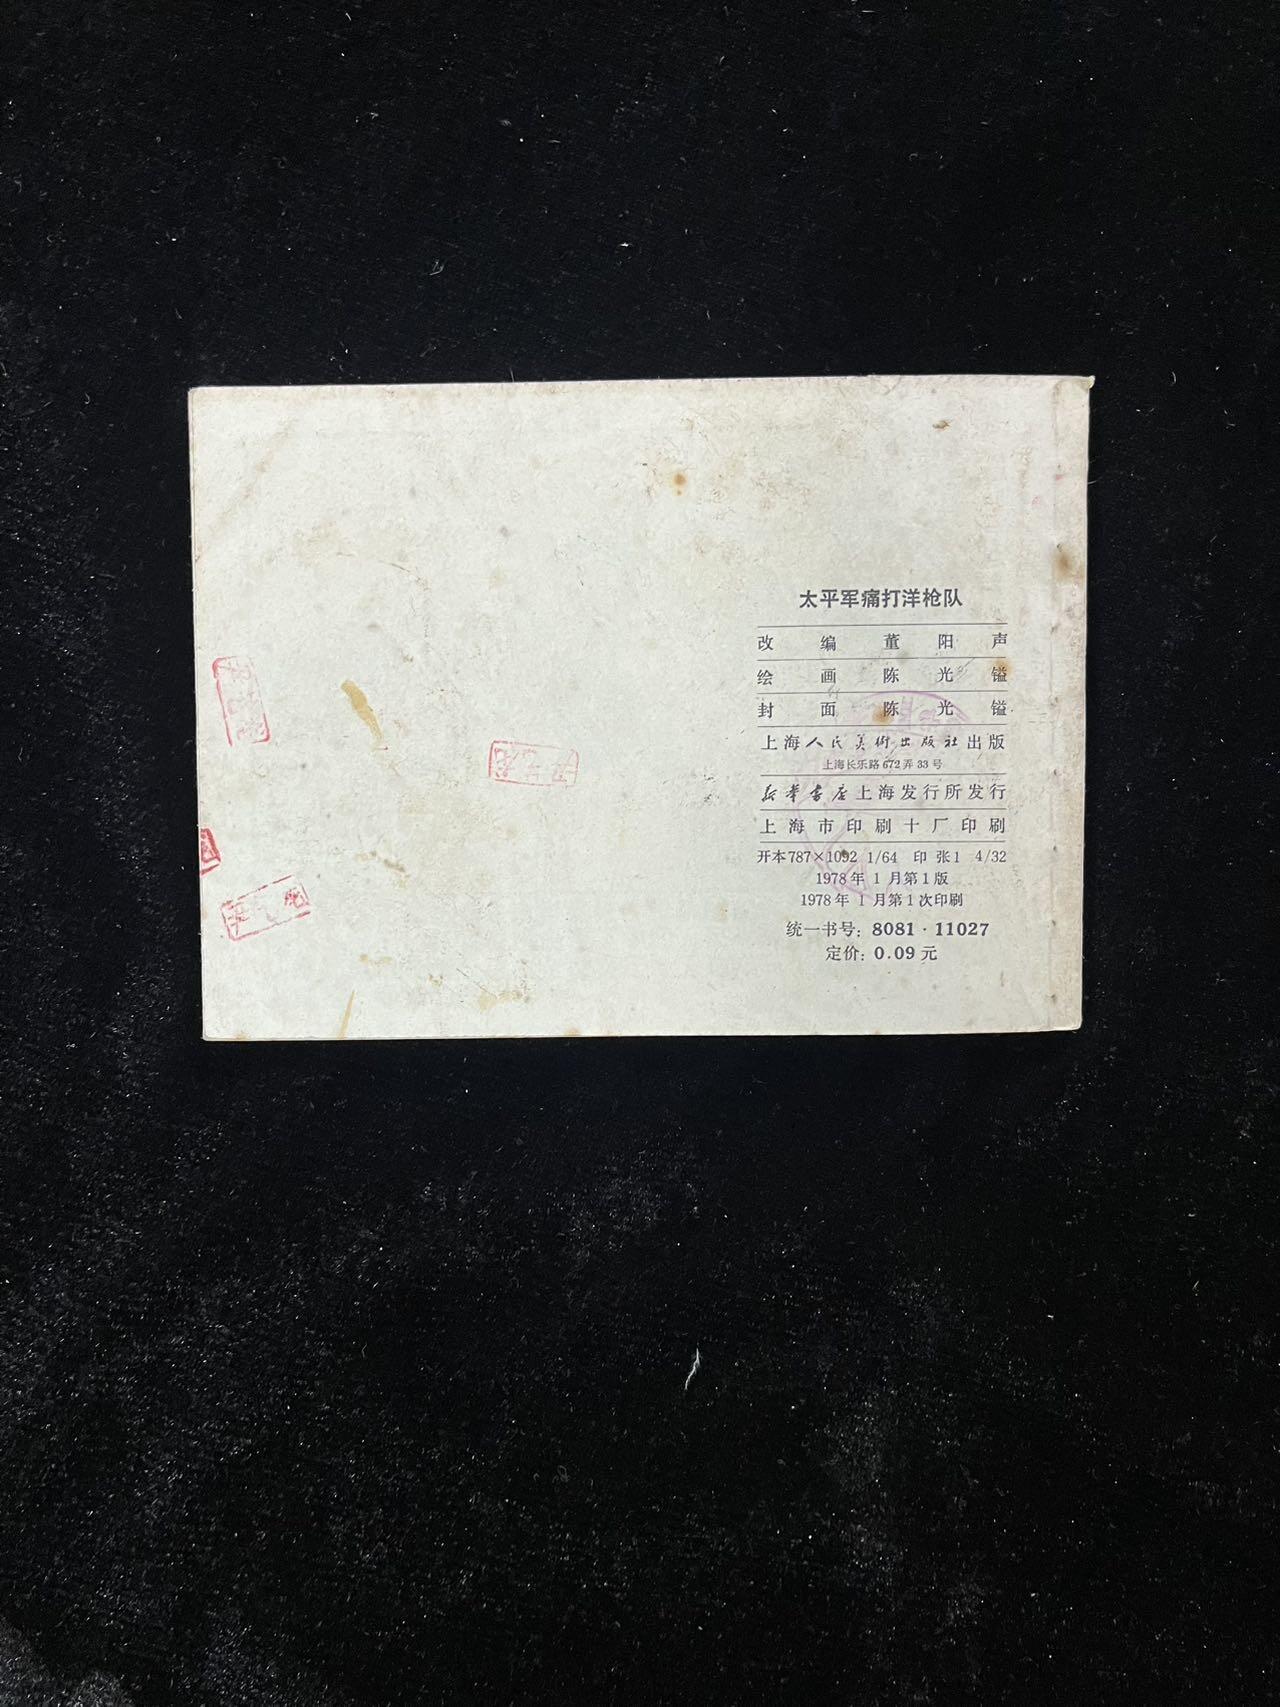 太平军痛打洋枪队
改编 董阳声
绘画 陈光镒
封面 陈光镒
上海人民美術出版社出版
上海长乐路672弄33号
新华书店上海发行所发行
上海市印刷十厂印刷
开本787×1092 1/64 印张1 4/32
1978年1月第1版
1978年1月第1次印刷
统一书号：8081·11027
定价：0.09元